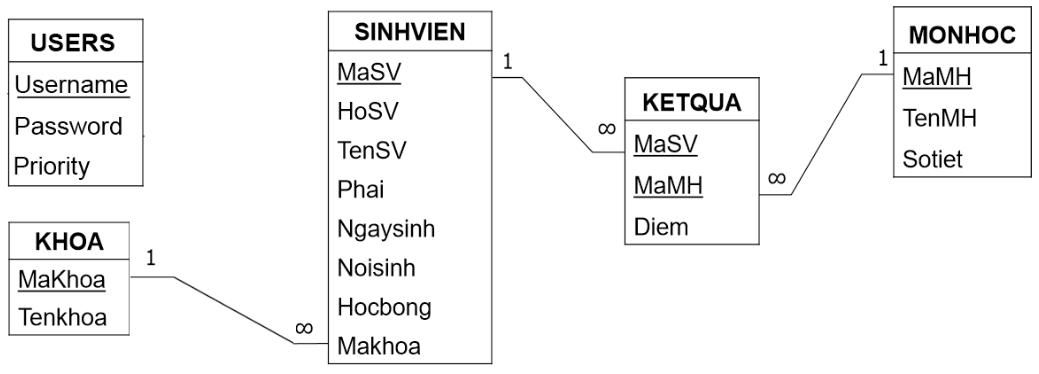 USERS
Username
Password
Priority
KHOA
MaKhoa
Tenkhoa
1
∞
SINHVIEN
MaSV
HoSV
TenSV
Phai
Ngaysinh
Noisinh
Hocbong
Makhoa
1
∞
KETQUA
MaSV
MaMH
Diem
1
∞
MONHOC
MaMH
TenMH
Sotiet